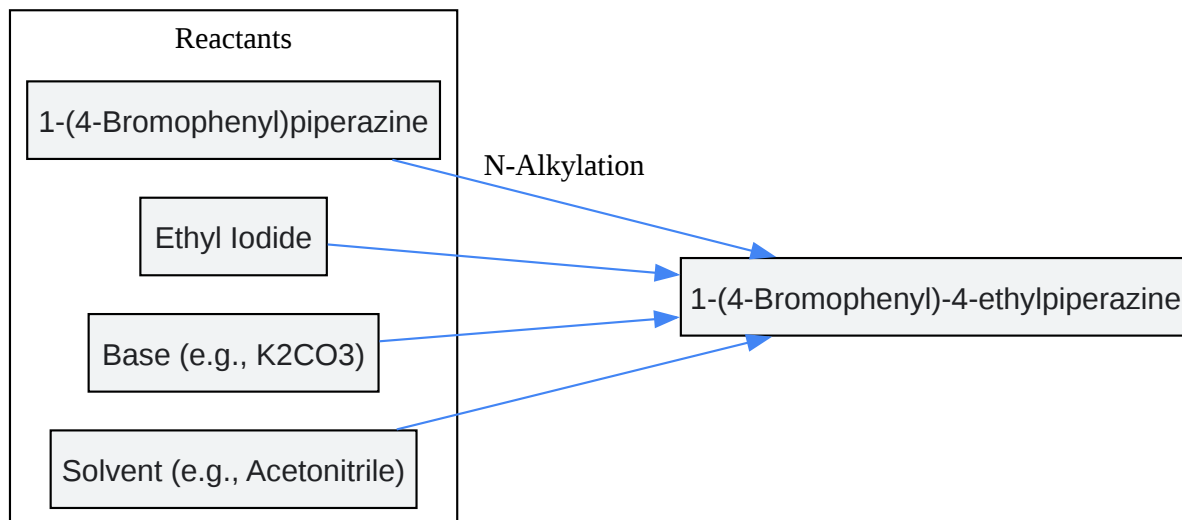 Reactants
1-(4-Bromophenyl)piperazine
N-Alkylation
Ethyl Iodide
1-(4-Bromophenyl)-4-ethylpiperazine
Base (e.g., K2CO3)
Solvent (e.g., Acetonitrile)